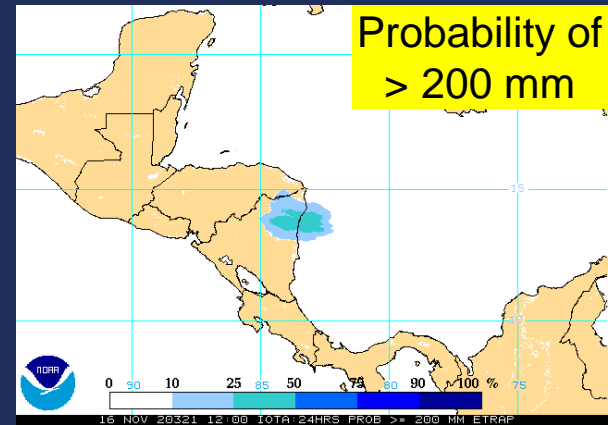 Probability of
> 200 mm
15
10
NOAA
0 10 25 50 75 90 100 %
90 85 80 75
16 NOV 20321 12:00 IOTA:24HRS PROB >= 200 MM ETRAP